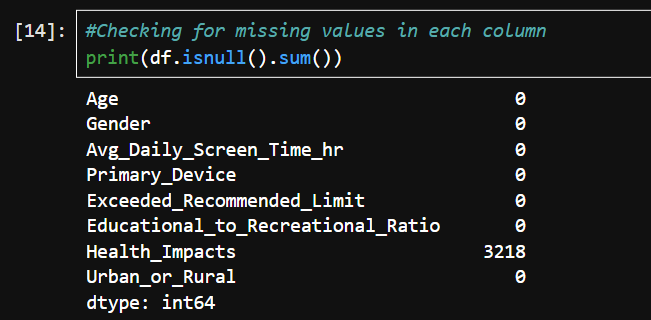 [14]: #Checking for missing values in each column
print(df.isnull().sum())
Age 0
Gender 0
Avg_Daily_Screen_Time_hr 0
Primary_Device 0
Exceeded_Recommended_Limit 0
Educational_to_Recreational_Ratio 0
Health_Impacts 3218
Urban_or_Rural 0
dtype: int64